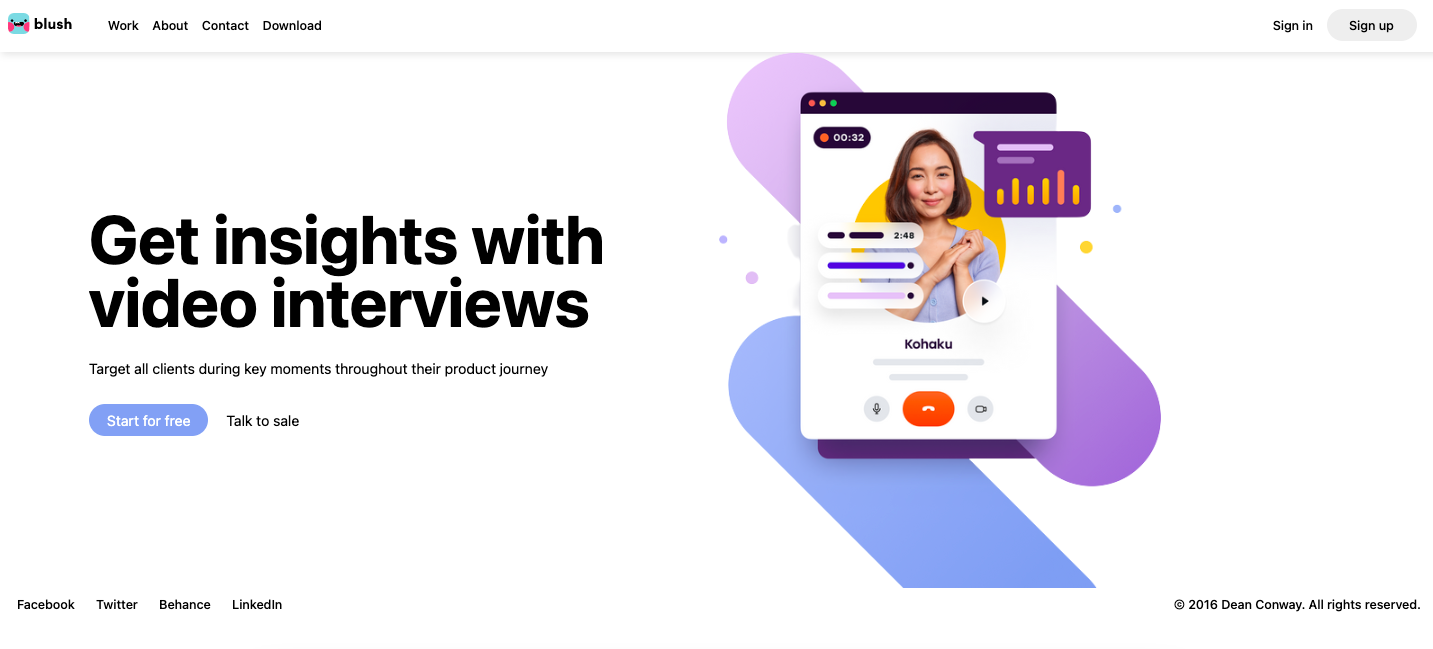 blush
Work About Contact Download
Sign in Sign up
00:32
2:48
Kohaku
Get insights with
video interviews
Target all clients during key moments throughout their product journey
Start for free Talk to sale
Facebook Twitter Behance LinkedIn
© 2016 Dean Conway. All rights reserved.